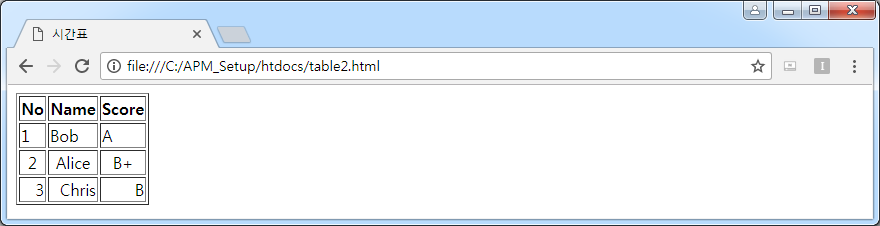 시간표
file:///C:/APM_Setup/htdocs/table2.html
No Name Score
1 Bob A
2 Alice B+
3 Chris B